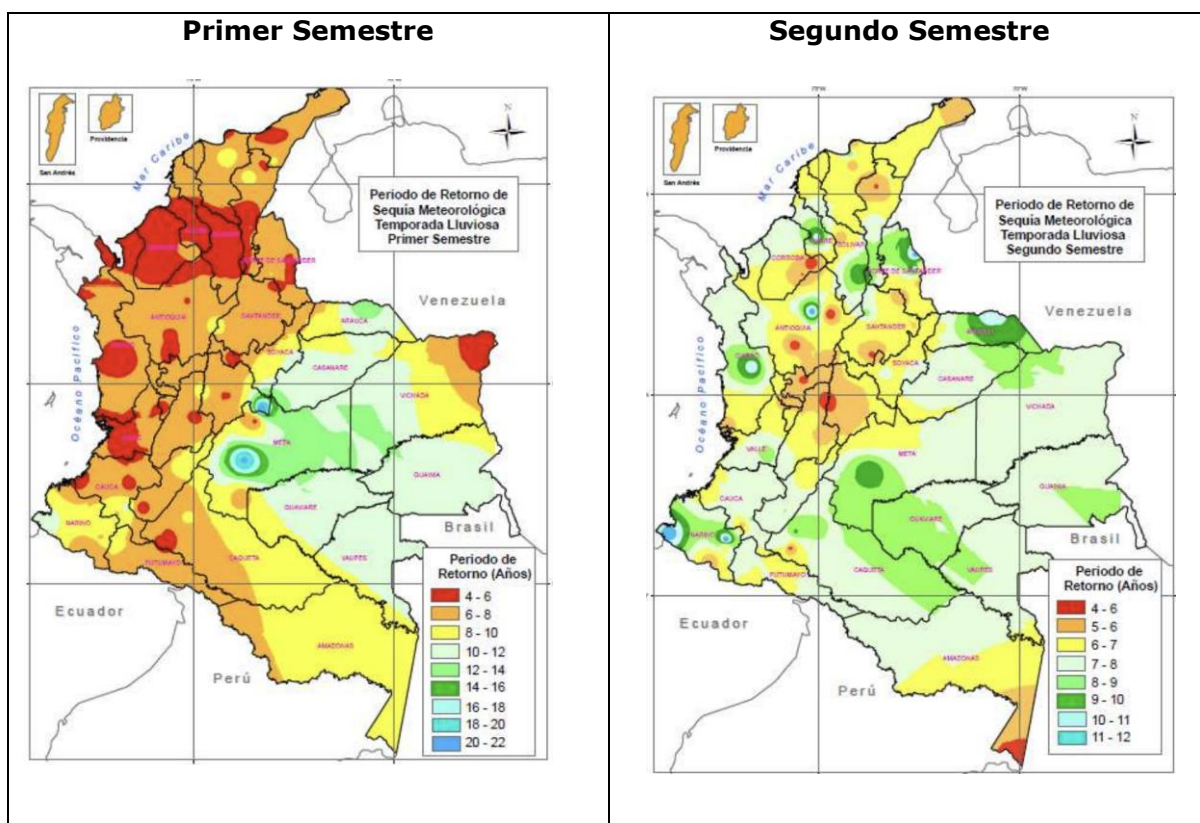 Primer Semestre
San Andrés
Providencia
Mar Caribe
N
Periodo de Retorno de
Sequía Meteorológica
Temporada Lluviosa
Primer Semestre
Venezuela
Océano Pacífico
NORTE DE SANTANDER
ANTIOQUIA
SANTANDER
ARAUCA
BOYACA
CASANARE
VICHADA
META
GUAINIA
CAUCA
GUAVIARE
NARIÑO
Brasil
VAUPES
CAQUETA
PUTUMAYO
Ecuador
AMAZONAS
Perú
Periodo de
Retorno (Años)
4 - 6
6 - 8
8 - 10
10 - 12
12 - 14
14 - 16
16 - 18
18 - 20
20 - 22
Segundo Semestre
San Andrés
Providencia
Mar Caribe
N
Periodo de Retorno de
Sequía Meteorológica
Temporada Lluviosa
Segundo Semestre
Venezuela
Océano Pacífico
CORDOBA
BOLIVAR
NORTE DE SANTANDER
ANTIOQUIA
SANTANDER
BOYACA
CASANARE
VICHADA
VALLE
META
CAUCA
GUAINIA
GUAVIARE
NARIÑO
Brasil
VAUPES
CAQUETA
PUTUMAYO
Ecuador
AMAZONAS
Perú
Periodo de
Retorno (Años)
4 - 6
5 - 6
6 - 7
7 - 8
8 - 9
9 - 10
10 - 11
11 - 12